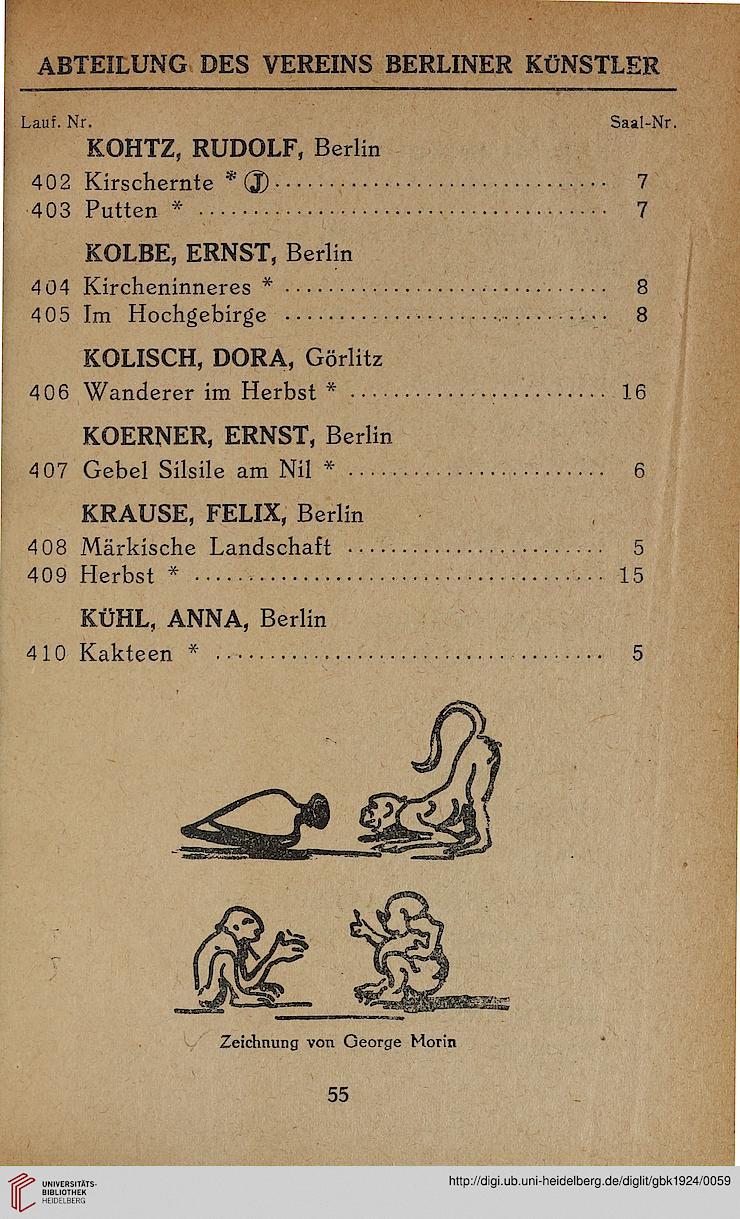 ABTEILUNG DES VEREINS BERLINER KÜNSTLER
Lauf. Nr. Saal-Nr.
KOHTZ, RUDOLF, Berlin
402 Kirschernte * (J) 7
403 Putten * 7
KOLBE, ERNST, Berlin
404 Kircheninneres * 8
405 Im Hochgebirge 8
KOLISCH, DORA, Görlitz
406 Wanderer im Herbst * 16
KOERNER, ERNST, Berlin
407 Gebel Silsile am Nil * 6
KRAUSE, FELIX, Berlin
408 Märkische Landschaft 5
409 Herbst * 15
KÜHL, ANNA, Berlin
410 Kakteen * 5
Zeichnung von George Morin
55
UNIVERSITÄTS-
BIBLIOTHEK
HEIDELBERG
http://digi.ub.uni-heidelberg.de/diglit/gbk1924/0059